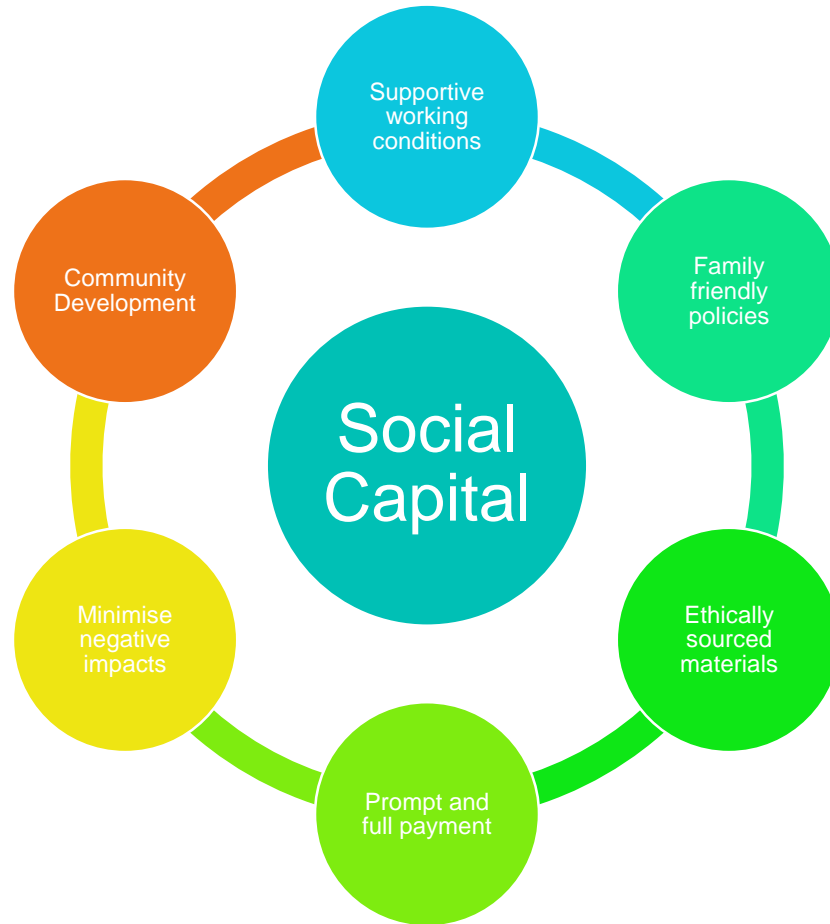 Supportive
working
conditions
Family
friendly
policies
Ethically
sourced
materials
Prompt and
full payment
Minimise
negative
impacts
Community
Development
Social
Capital